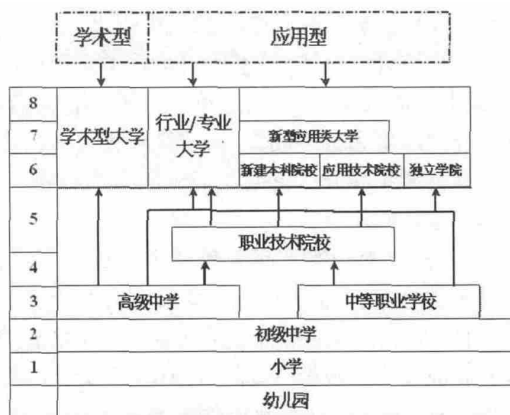 学术型 应用型
8
学术型大学 行业/专业
大学
7 新型应用类大学
6 新建本科院校 应用技术院校 独立学院
5
职业技术院校
4
3 高级中学 中等职业学校
2 初级中学
1 小学
幼儿园